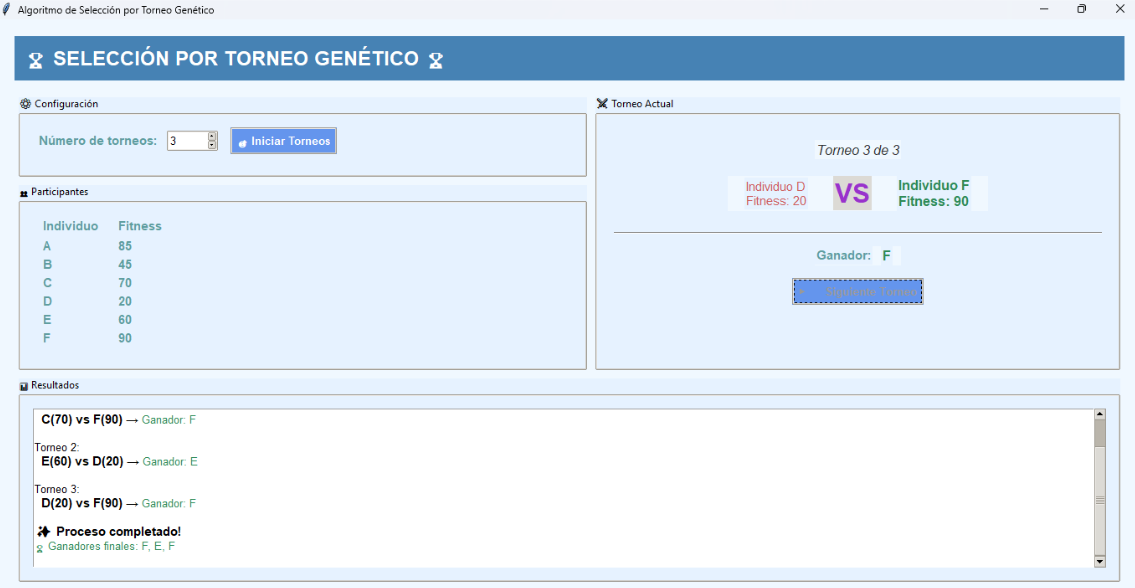 Algoritmo de Selección por Torneo Genético
SELECCIÓN POR TORNEO GENÉTICO
Configuración
Número de torneos: 3 Iniciar Torneos
Participantes
Individuo Fitness
A 85
B 45
C 70
D 20
E 60
F 90
Torneo Actual
Torneo 3 de 3
Individuo D
Fitness: 20
VS
Individuo F
Fitness: 90
Ganador: F
Siguiente Torneo
Resultados
C(70) vs F(90) → Ganador: F
Torneo 2:
E(60) vs D(20) → Ganador: E
Torneo 3:
D(20) vs F(90) → Ganador: F
Proceso completado!
Ganadores finales: F, E, F